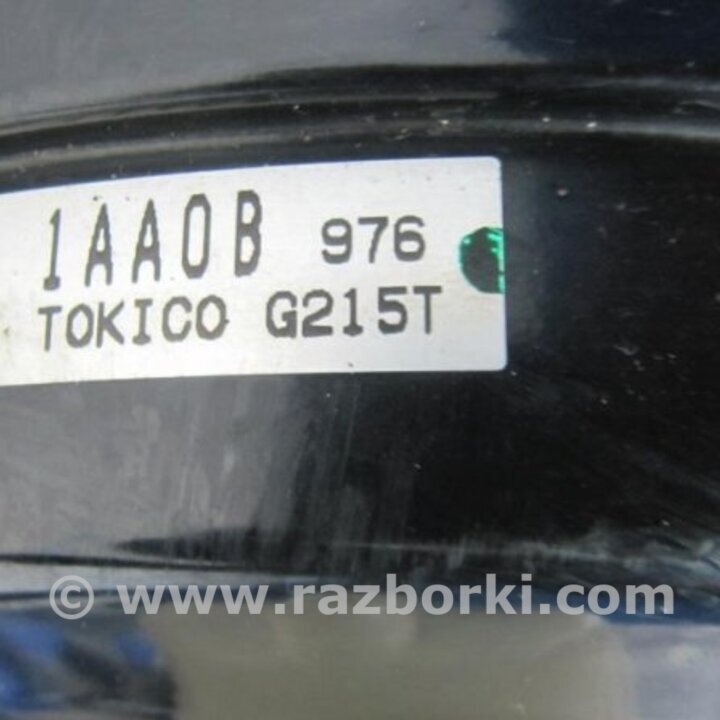 1AA0B 976
TOKICO G215T
© www.razborki.com